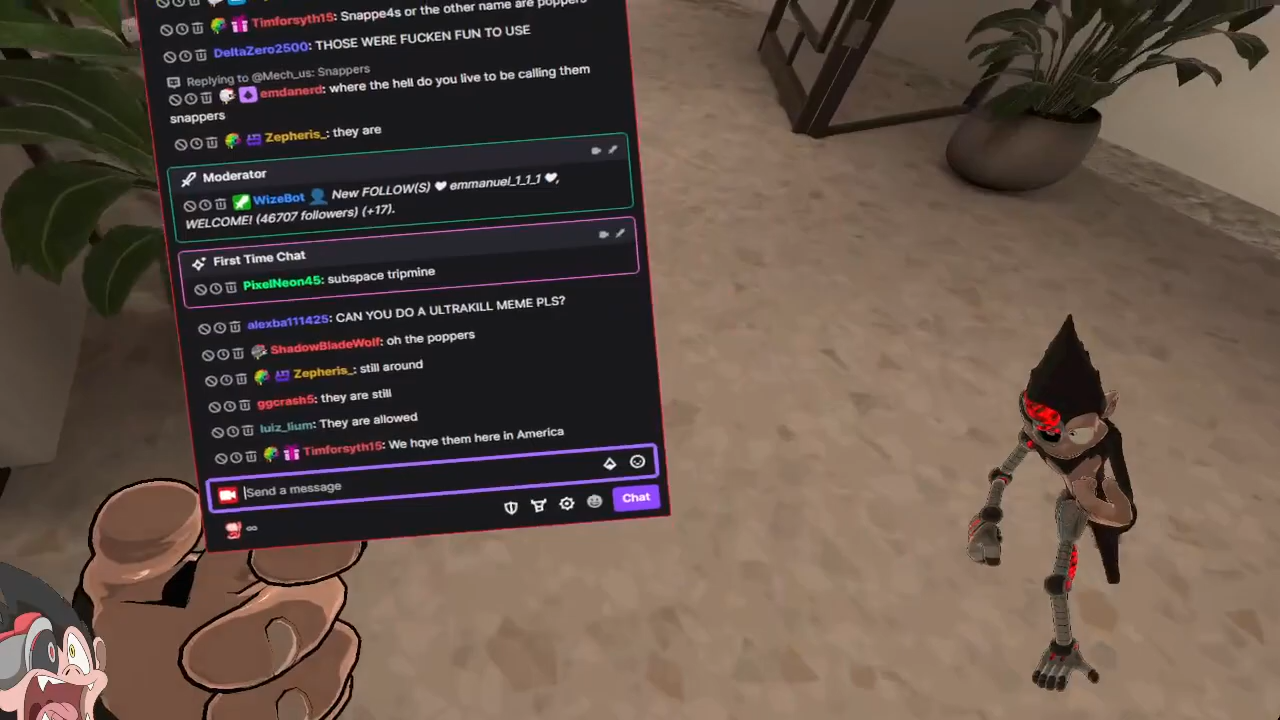 Timforsyth15: Snappe4s or the other name are poppers
DeltaZero2500: THOSE WERE FUCKEN FUN TO USE
Replying to @Mech_us: Snappers
emdanerd: where the hell do you live to be calling them
snappers
Zepheris_: they are
Moderator
WizeBot New FOLLOW(S) emmanuel_1_1_1 ,
WELCOME! (46707 followers) (+17).
First Time Chat
PixelNeon45: subspace tripmine
alexba111425: CAN YOU DO A ULTRAKILL MEME PLS?
ShadowBladeWolf: oh the poppers
Zepheris_: still around
ggcrash5: they are still
luiz_lium: They are allowed
Timforsyth15: We hqve them here in America
Send a message
Chat